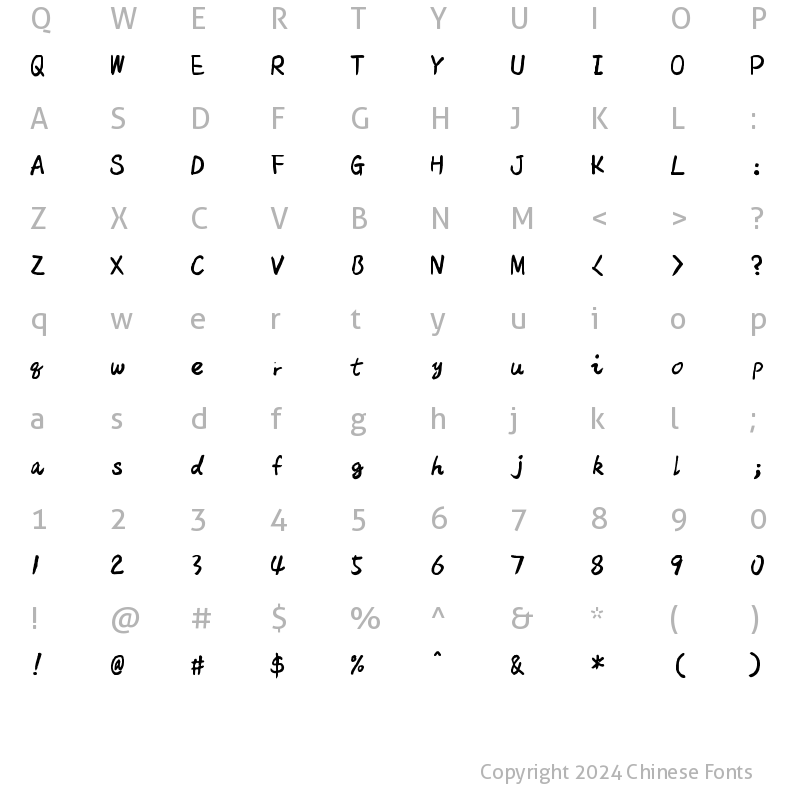 Q W E R T Y U I O P
Q W E R T Y U I O P
A S D F G H J K L :
A S D F G H J K L :
Z X C V B N M < > ?
Z X C V B N M < > ?
q w e r t y u i o p
q w e r t y u i o p
a s d f g h j k l ;
a s d f g h j k l ;
1 2 3 4 5 6 7 8 9 0
1 2 3 4 5 6 7 8 9 0
! @ # $ % ^ & * ( )
! @ # $ % ^ & * ( )
Copyright 2024 Chinese Fonts